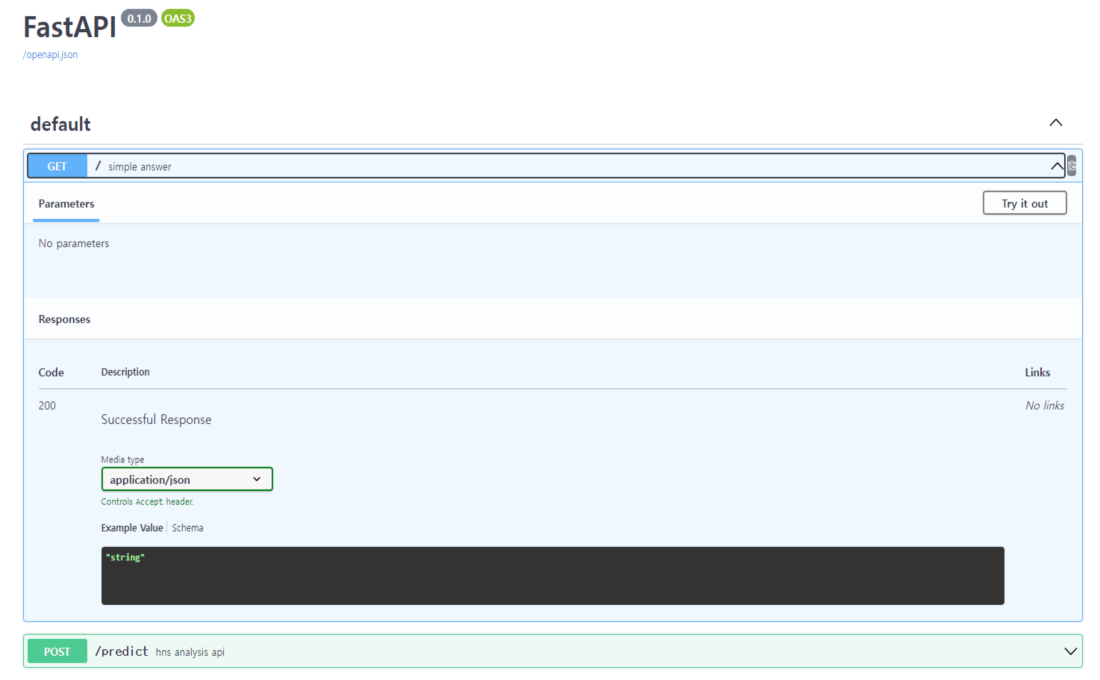 FastAPI 0.1.0 OAS3
/openapi.json
default
GET / simple answer
Parameters
Try it out
No parameters
Responses
Code Description Links
200 Successful Response No links
Media type
application/json
Controls Accept header.
Example Value Schema
"string"
POST /predict hns analysis api